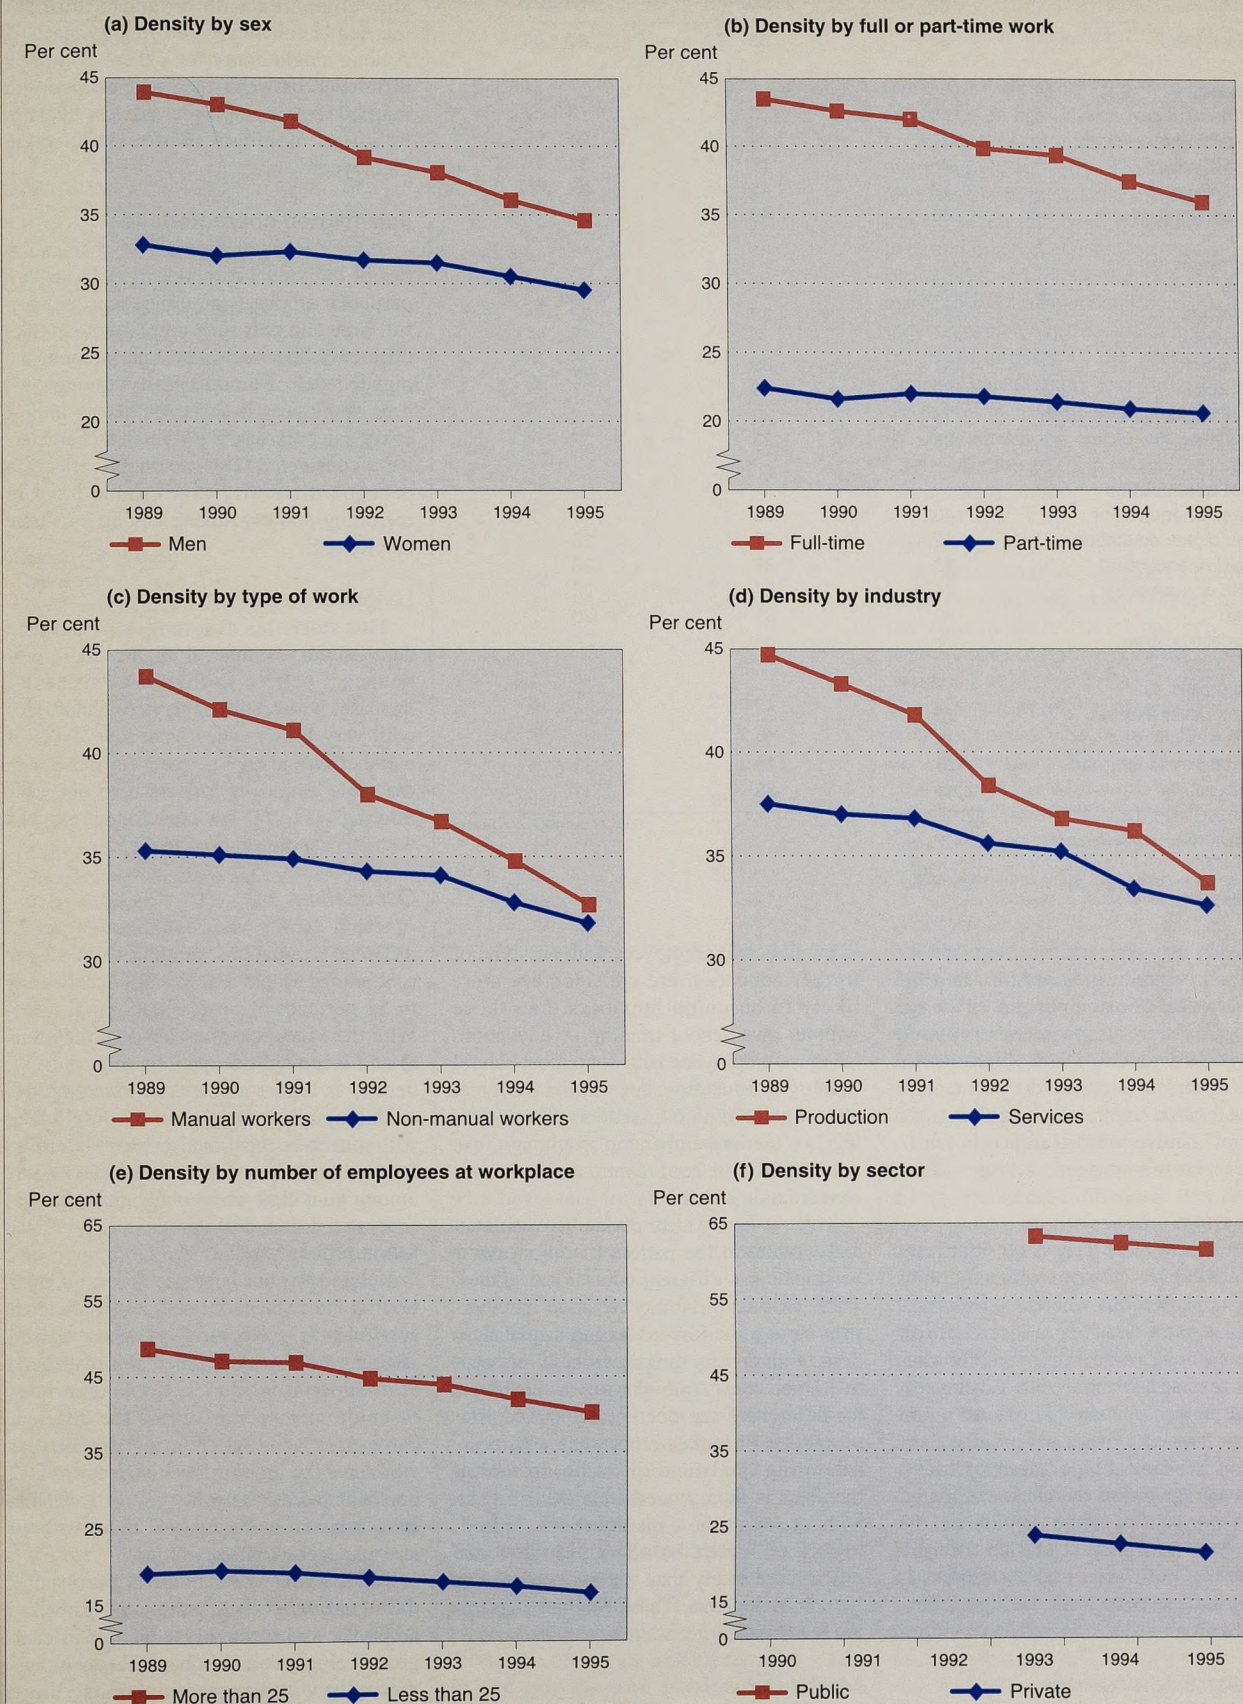 (a) Density by sex
Per cent
45
40
35
30
25
20
0
1989 1990 1991 1992 1993 1994 1995
Men Women
(b) Density by full or part-time work
Per cent
45
40
35
30
25
20
0
1989 1990 1991 1992 1993 1994 1995
Full-time Part-time
(c) Density by type of work
Per cent
45
40
35
30
0
1989 1990 1991 1992 1993 1994 1995
Manual workers Non-manual workers
(d) Density by industry
Per cent
45
40
35
30
0
1989 1990 1991 1992 1993 1994 1995
Production Services
(e) Density by number of employees at workplace
Per cent
65
55
45
35
25
15
0
1989 1990 1991 1992 1993 1994 1995
More than 25 Less than 25
(f) Density by sector
Per cent
65
55
45
35
25
15
0
1990 1991 1992 1993 1994 1995
Public Private